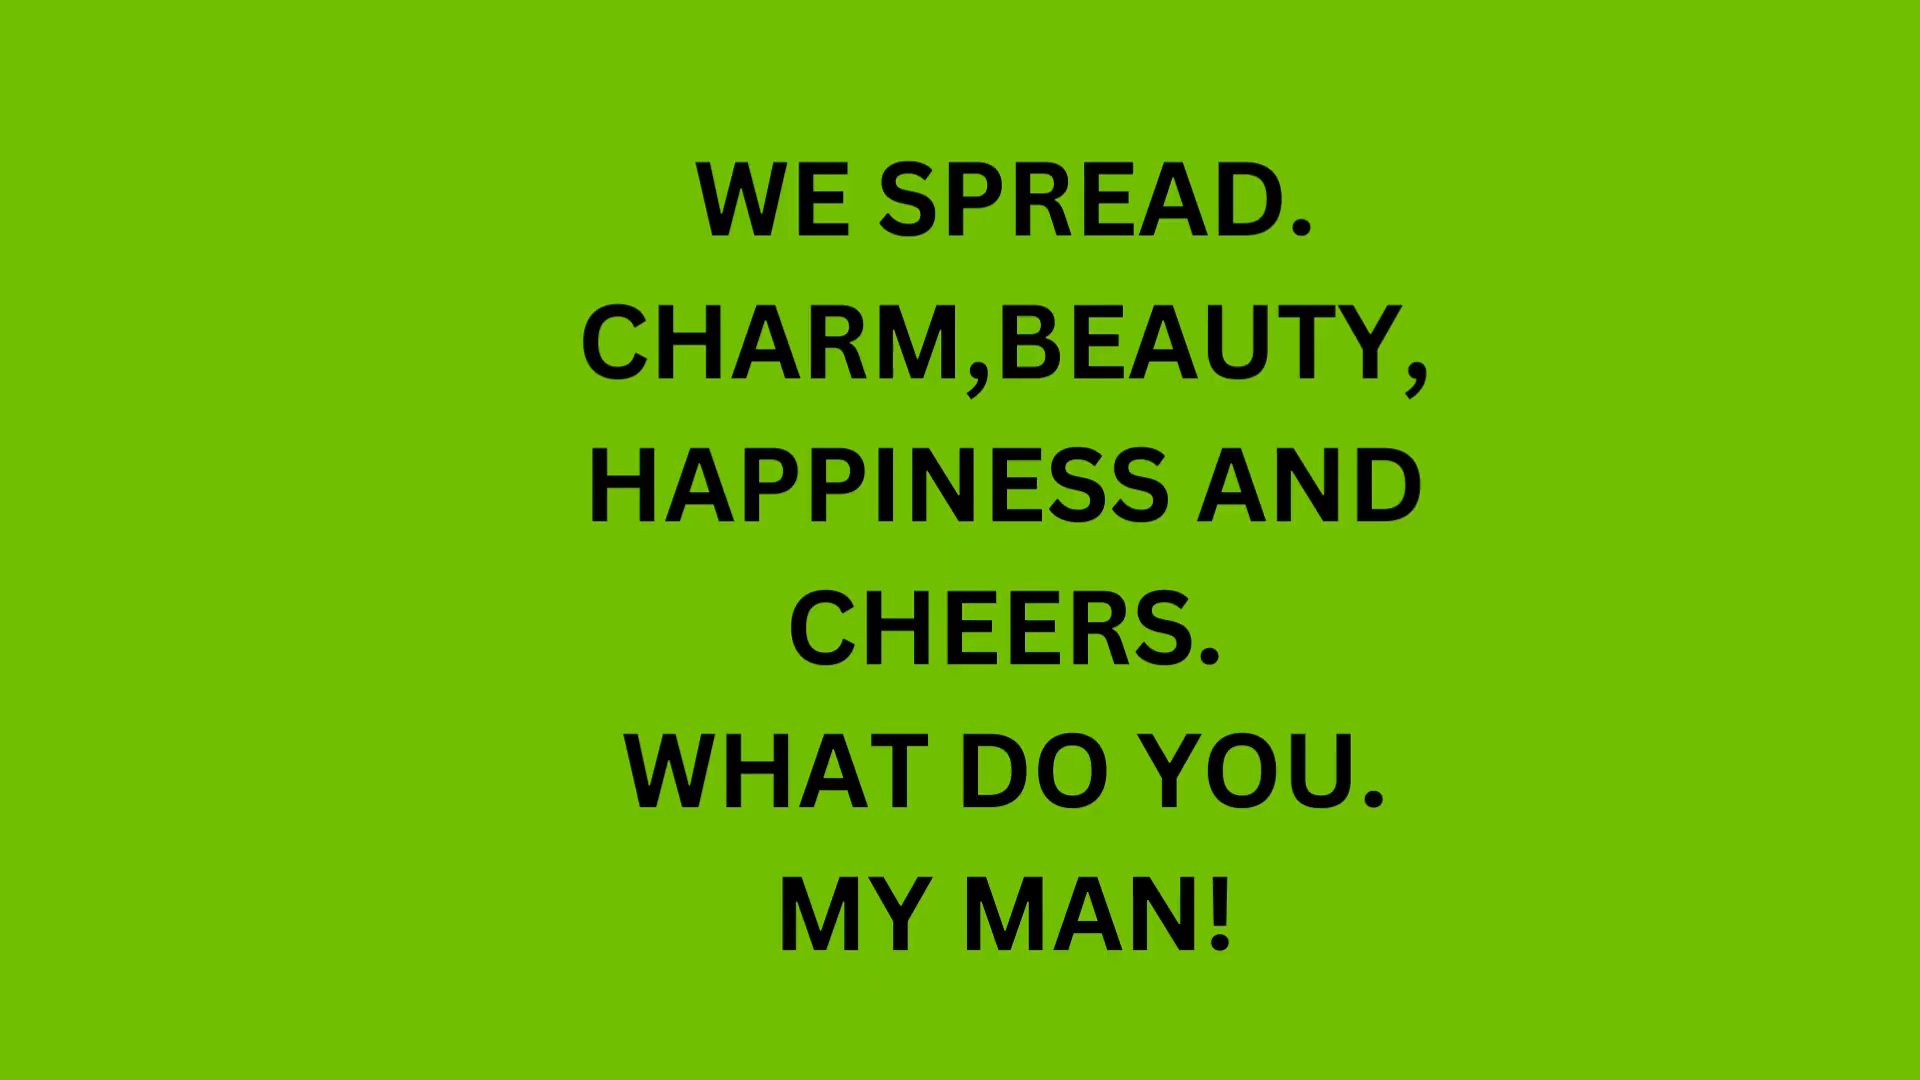 WE SPREAD.
CHARM,BEAUTY,
HAPPINESS AND
CHEERS.
WHAT DO YOU.
MY MAN!